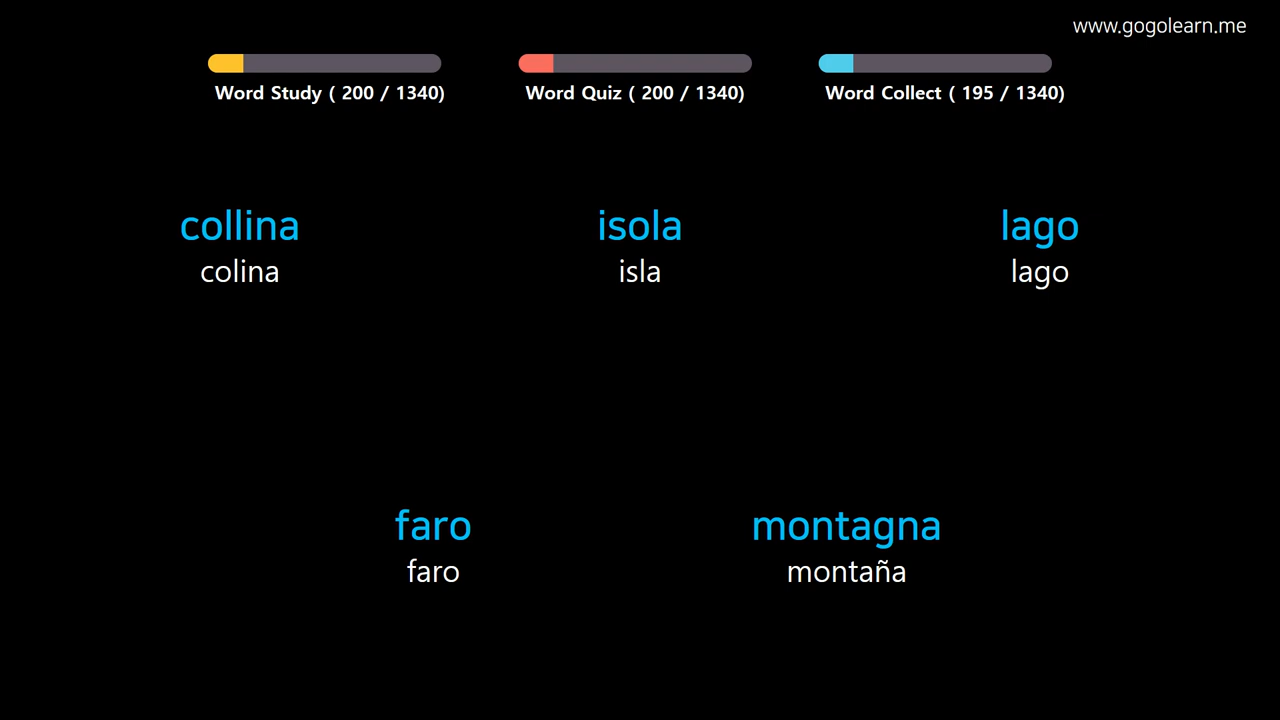 www.gogolearn.me
Word Study ( 200 / 1340)
Word Quiz ( 200 / 1340)
Word Collect ( 195 / 1340)
collina
colina
isola
isla
lago
lago
faro
faro
montagna
montaña